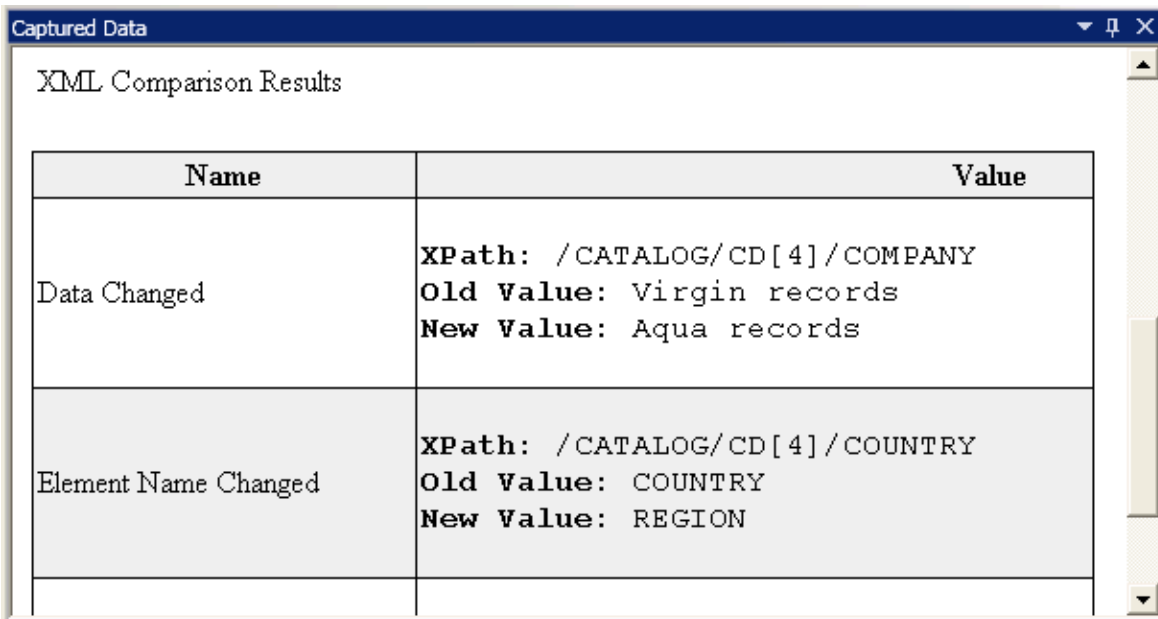 Captured Data
XML Comparison Results
Name Value
Data Changed
XPath: /CATALOG/CD[4]/COMPANY
Old Value: Virgin records
New Value: Aqua records
Element Name Changed
XPath: /CATALOG/CD[4]/COUNTRY
Old Value: COUNTRY
New Value: REGION